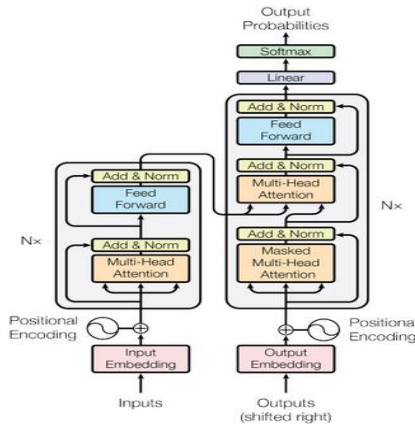 Output
Probabilities
Softmax
Linear
Add & Norm
Feed
Forward
Add & Norm
Multi-Head
Attention
Add & Norm
Masked
Multi-Head
Attention
Nx
Positional
Encoding
Output
Embedding
Outputs
(shifted right)
Add & Norm
Feed
Forward
Add & Norm
Multi-Head
Attention
Nx
Positional
Encoding
Input
Embedding
Inputs